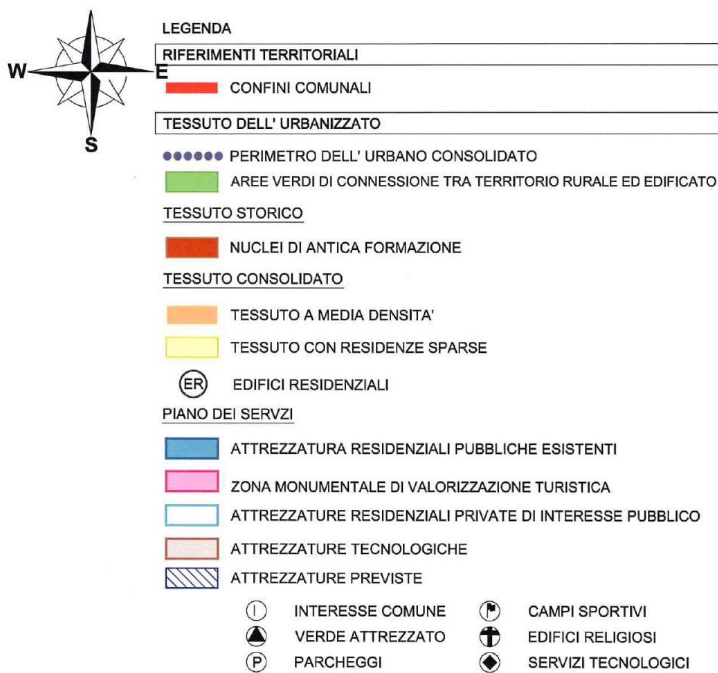 LEGENDA
W E
S
RIFERIMENTI TERRITORIALI
CONFINI COMUNALI
TESSUTO DELL' URBANIZZATO
PERIMETRO DELL' URBANO CONSOLIDATO
AREE VERDI DI CONNESSIONE TRA TERRITORIO RURALE ED EDIFICATO
TESSUTO STORICO
NUCLEI DI ANTICA FORMAZIONE
TESSUTO CONSOLIDATO
TESSUTO A MEDIA DENSITA'
TESSUTO CON RESIDENZE SPARSE
ER EDIFICI RESIDENZIALI
PIANO DEI SERVZI
ATTREZZATURA RESIDENZIALI PUBBLICHE ESISTENTI
ZONA MONUMENTALE DI VALORIZZAZIONE TURISTICA
ATTREZZATURE RESIDENZIALI PRIVATE DI INTERESSE PUBBLICO
ATTREZZATURE TECNOLOGICHE
ATTREZZATURE PREVISTE
I INTERESSE COMUNE CAMPI SPORTIVI
VERDE ATTREZZATO EDIFICI RELIGIOSI
P PARCHEGGI SERVIZI TECNOLOGICI